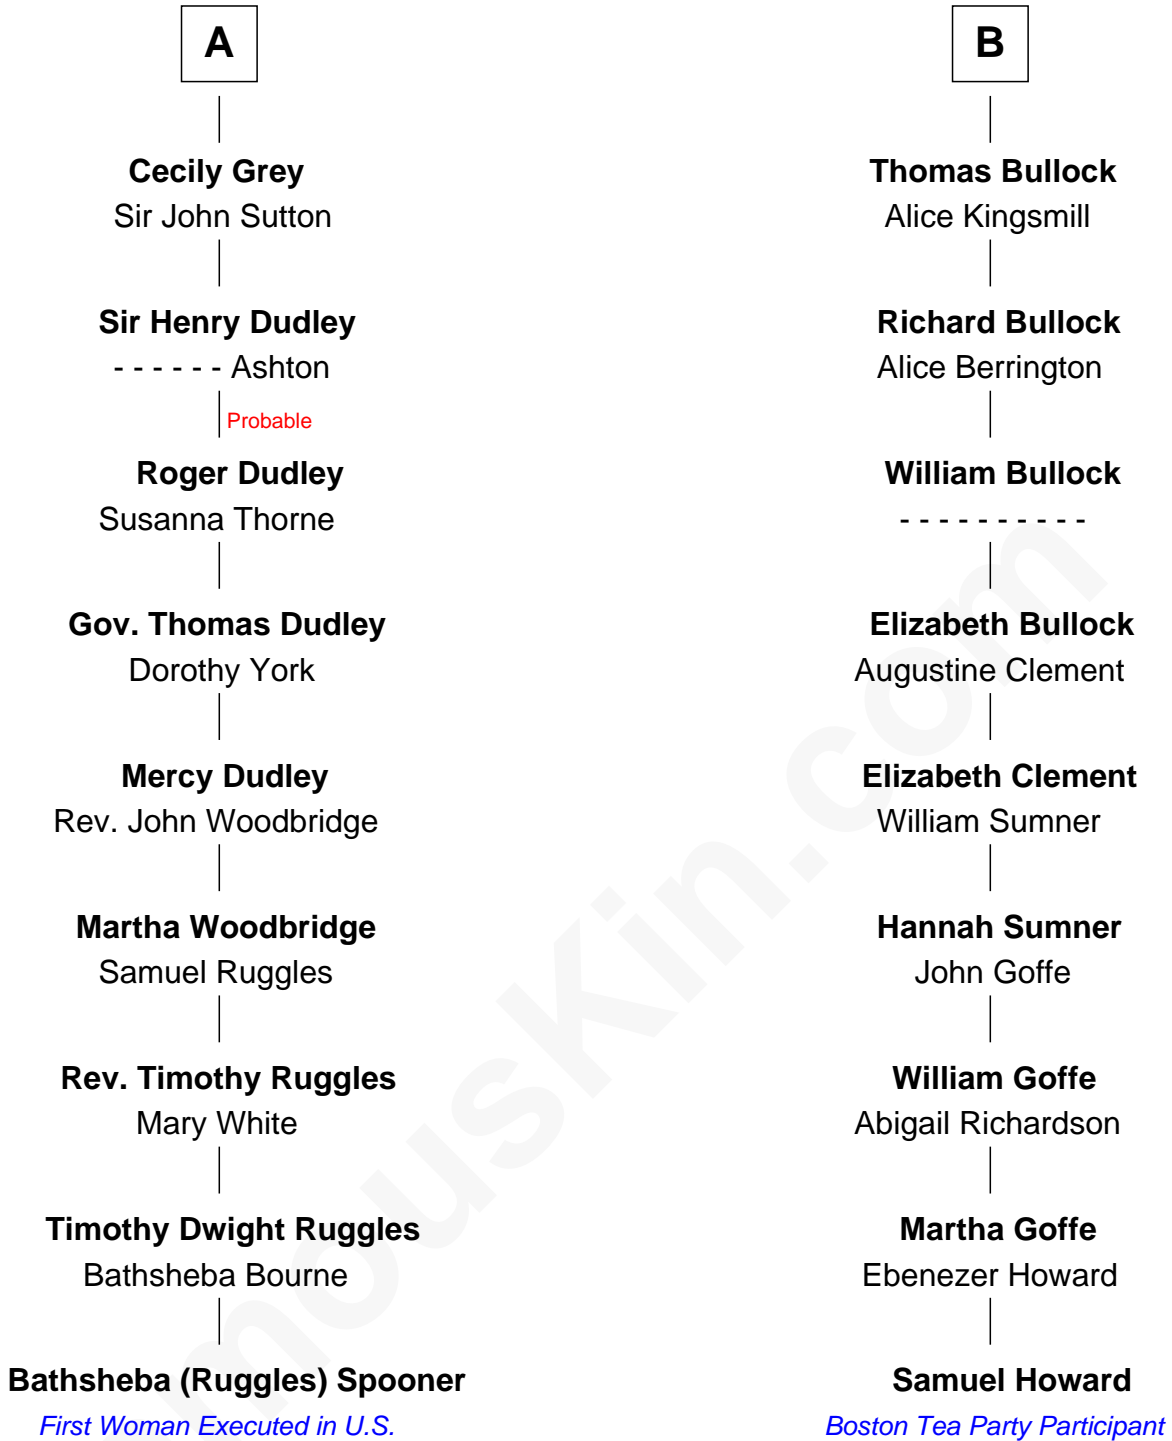 A
Cecily Grey
Sir John Sutton
Sir Henry Dudley
- - - - - - Ashton
Probable
Roger Dudley
Susanna Thorne
Gov. Thomas Dudley
Dorothy York
Mercy Dudley
Rev. John Woodbridge
Martha Woodbridge
Samuel Ruggles
Rev. Timothy Ruggles
Mary White
Timothy Dwight Ruggles
Bathsheba Bourne
Bathsheba (Ruggles) Spooner
First Woman Executed in U.S.
B
Thomas Bullock
Alice Kingsmill
Richard Bullock
Alice Berrington
William Bullock
- - - - - - - - - -
Elizabeth Bullock
Augustine Clement
Elizabeth Clement
William Sumner
Hannah Sumner
John Goffe
William Goffe
Abigail Richardson
Martha Goffe
Ebenezer Howard
Samuel Howard
Boston Tea Party Participant
mousKin.com